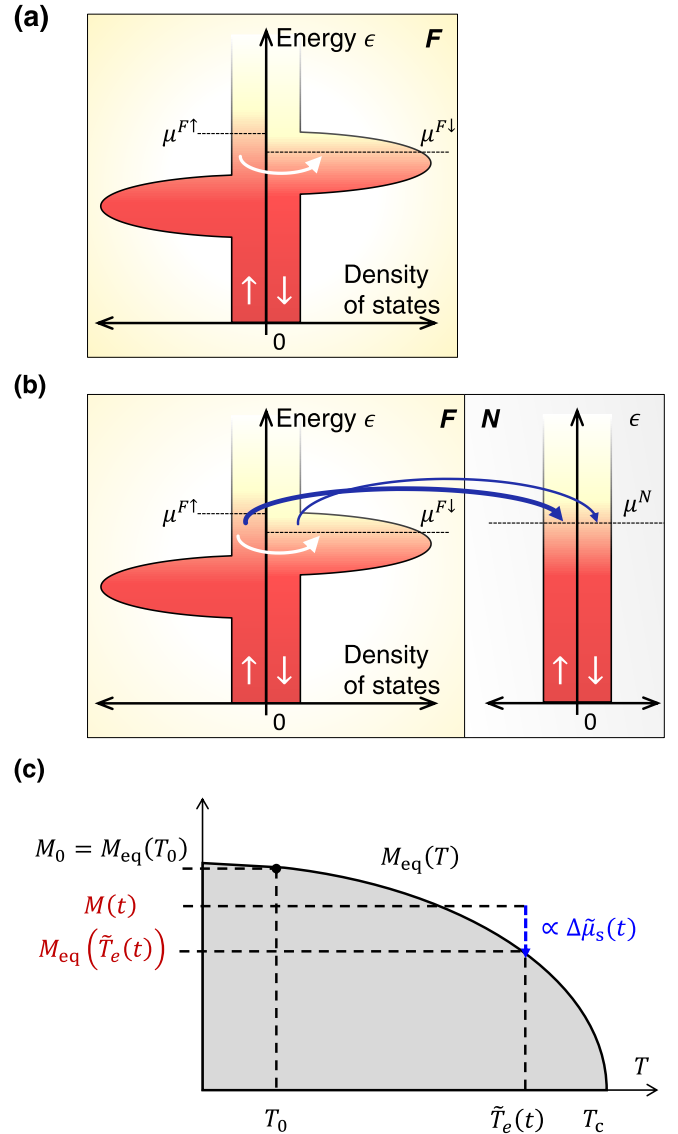 (a)
Energy ϵ
F
μ^{F↑}
μ^{F↓}
↑ ↓
Density
of states
0
(b)
Energy ϵ
F
N
ϵ
μ^{F↑}
μ^{F↓}
μ^N
↑ ↓
Density
of states
↑ ↓
0
0
(c)
M_0 = M_eq(T_0)
M_eq(T)
M(t)
∝ Δμ̃_s(t)
M_eq(T̃_e(t))
T
T_0
T̃_e(t)
T_c